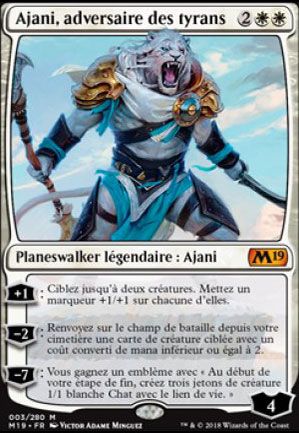 Ajani, adversaire des tyrans 2
Planeswalker légendaire : Ajani M19
+1 : Ciblez jusqu'à deux créatures. Mettez un
marqueur +1/+1 sur chacune d'elles.
-2 : Renvoyez sur le champ de bataille depuis votre
cimetière une carte de créature ciblée avec un
coût converti de mana inférieur ou égal à 2.
-7 : Vous gagnez un emblème avec « Au début de
votre étape de fin, créez trois jetons de créature
1/1 blanche Chat avec le lien de vie. »
4
003/280 M
M19 • FR VICTOR ADAME MINGUEZ
™ & © 2018 Wizards of the Coast